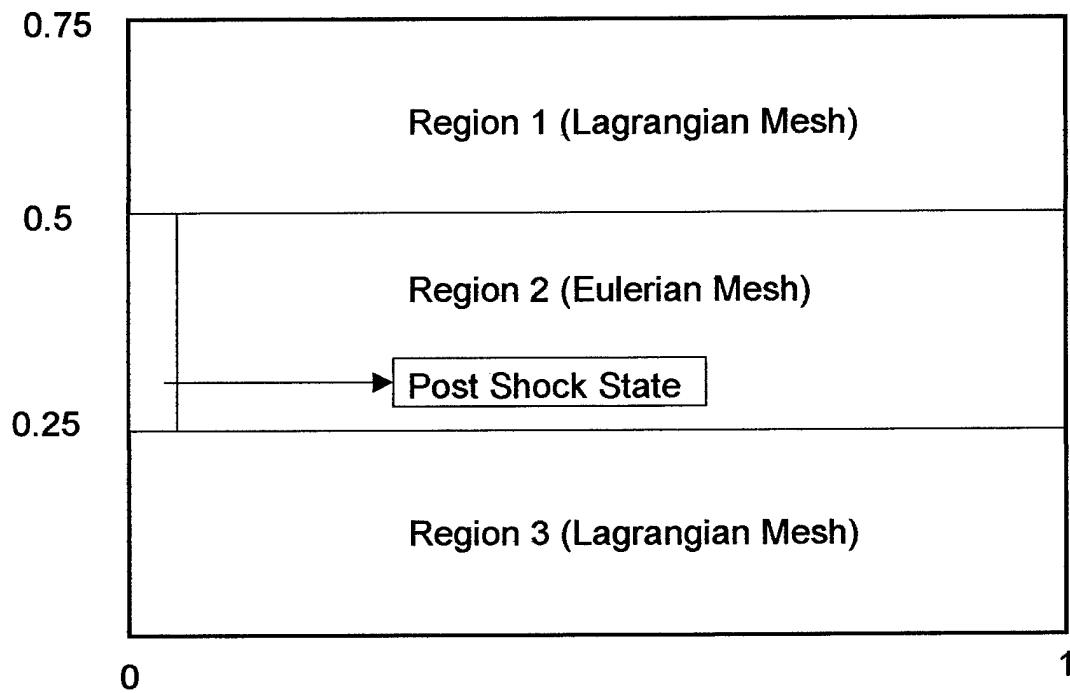 0.75
Region 1 (Lagrangian Mesh)
0.5
Region 2 (Eulerian Mesh)
Post Shock State
0.25
Region 3 (Lagrangian Mesh)
0
1